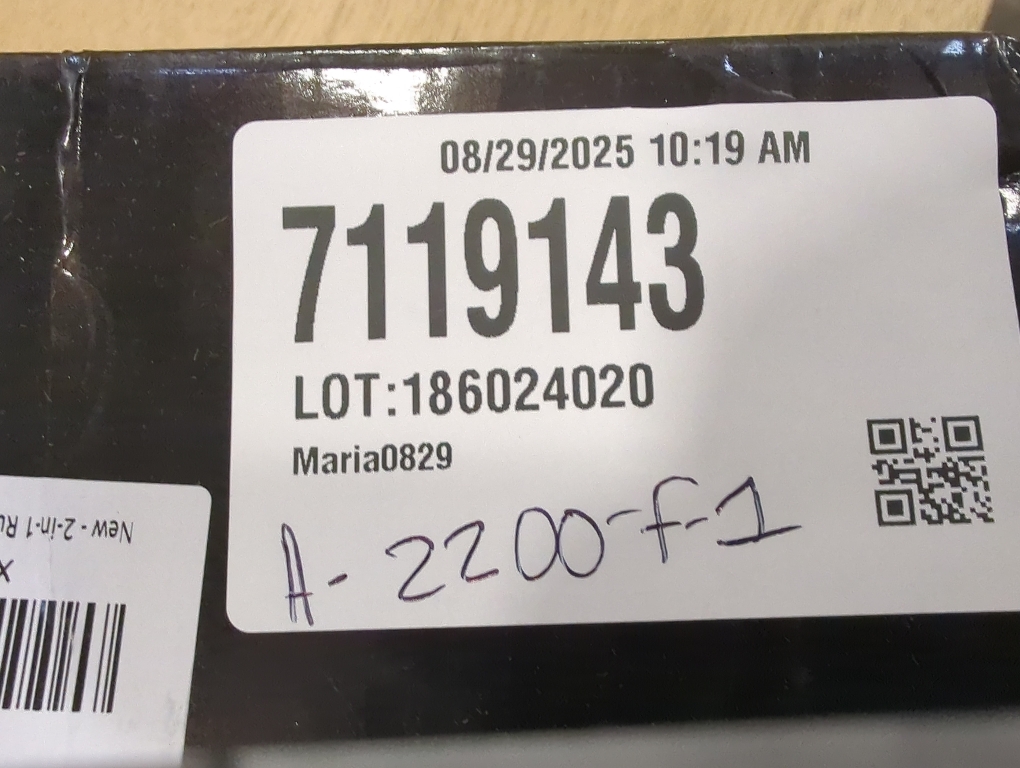 08/29/2025 10:19 AM
7119143
LOT:186024020
Maria0829
A-2200-f-1
New - 2-in-1
X